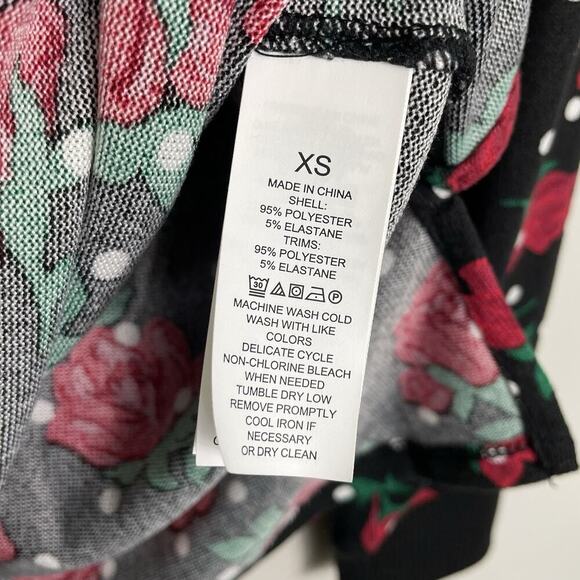 XS
MADE IN CHINA
SHELL:
95% POLYESTER
5% ELASTANE
TRIMS:
95% POLYESTER
5% ELASTANE
30 P
MACHINE WASH COLD
WASH WITH LIKE
COLORS
DELICATE CYCLE
NON-CHLORINE BLEACH
WHEN NEEDED
TUMBLE DRY LOW
REMOVE PROMPTLY
COOL IRON IF
NECESSARY
OR DRY CLEAN